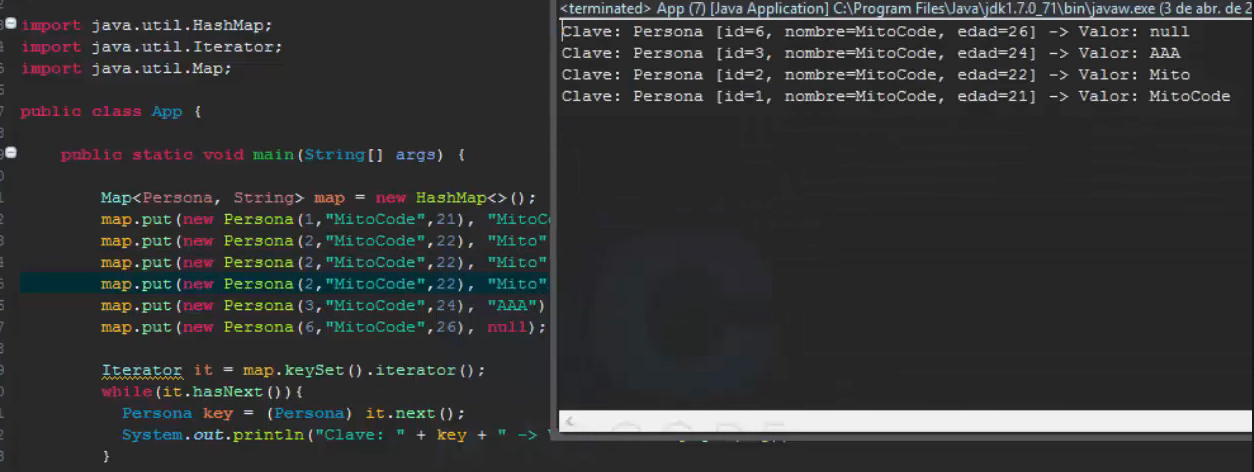 import java.util.HashMap;
import java.util.Iterator;
import java.util.Map;
public class App {
public static void main(String[] args) {
Map<Persona, String> map = new HashMap<>();
map.put(new Persona(1,"MitoCode",21), "MitoC
map.put(new Persona(2,"MitoCode",22), "Mito"
map.put(new Persona(2,"MitoCode",22), "Mito"
map.put(new Persona(2,"MitoCode",22), "Mito"
map.put(new Persona(3,"MitoCode",24), "AAA")
map.put(new Persona(6,"MitoCode",26), null);
Iterator it = map.keySet().iterator();
while(it.hasNext()){
Persona key = (Persona) it.next();
System.out.println("Clave: " + key + " ->
}
<terminated> App (7) [Java Application] C:\Program Files\Java\jdk1.7.0_71\bin\javaw.exe (3 de abr. de 2
Clave: Persona [id=6, nombre=MitoCode, edad=26] -> Valor: null
Clave: Persona [id=3, nombre=MitoCode, edad=24] -> Valor: AAA
Clave: Persona [id=2, nombre=MitoCode, edad=22] -> Valor: Mito
Clave: Persona [id=1, nombre=MitoCode, edad=21] -> Valor: MitoCode